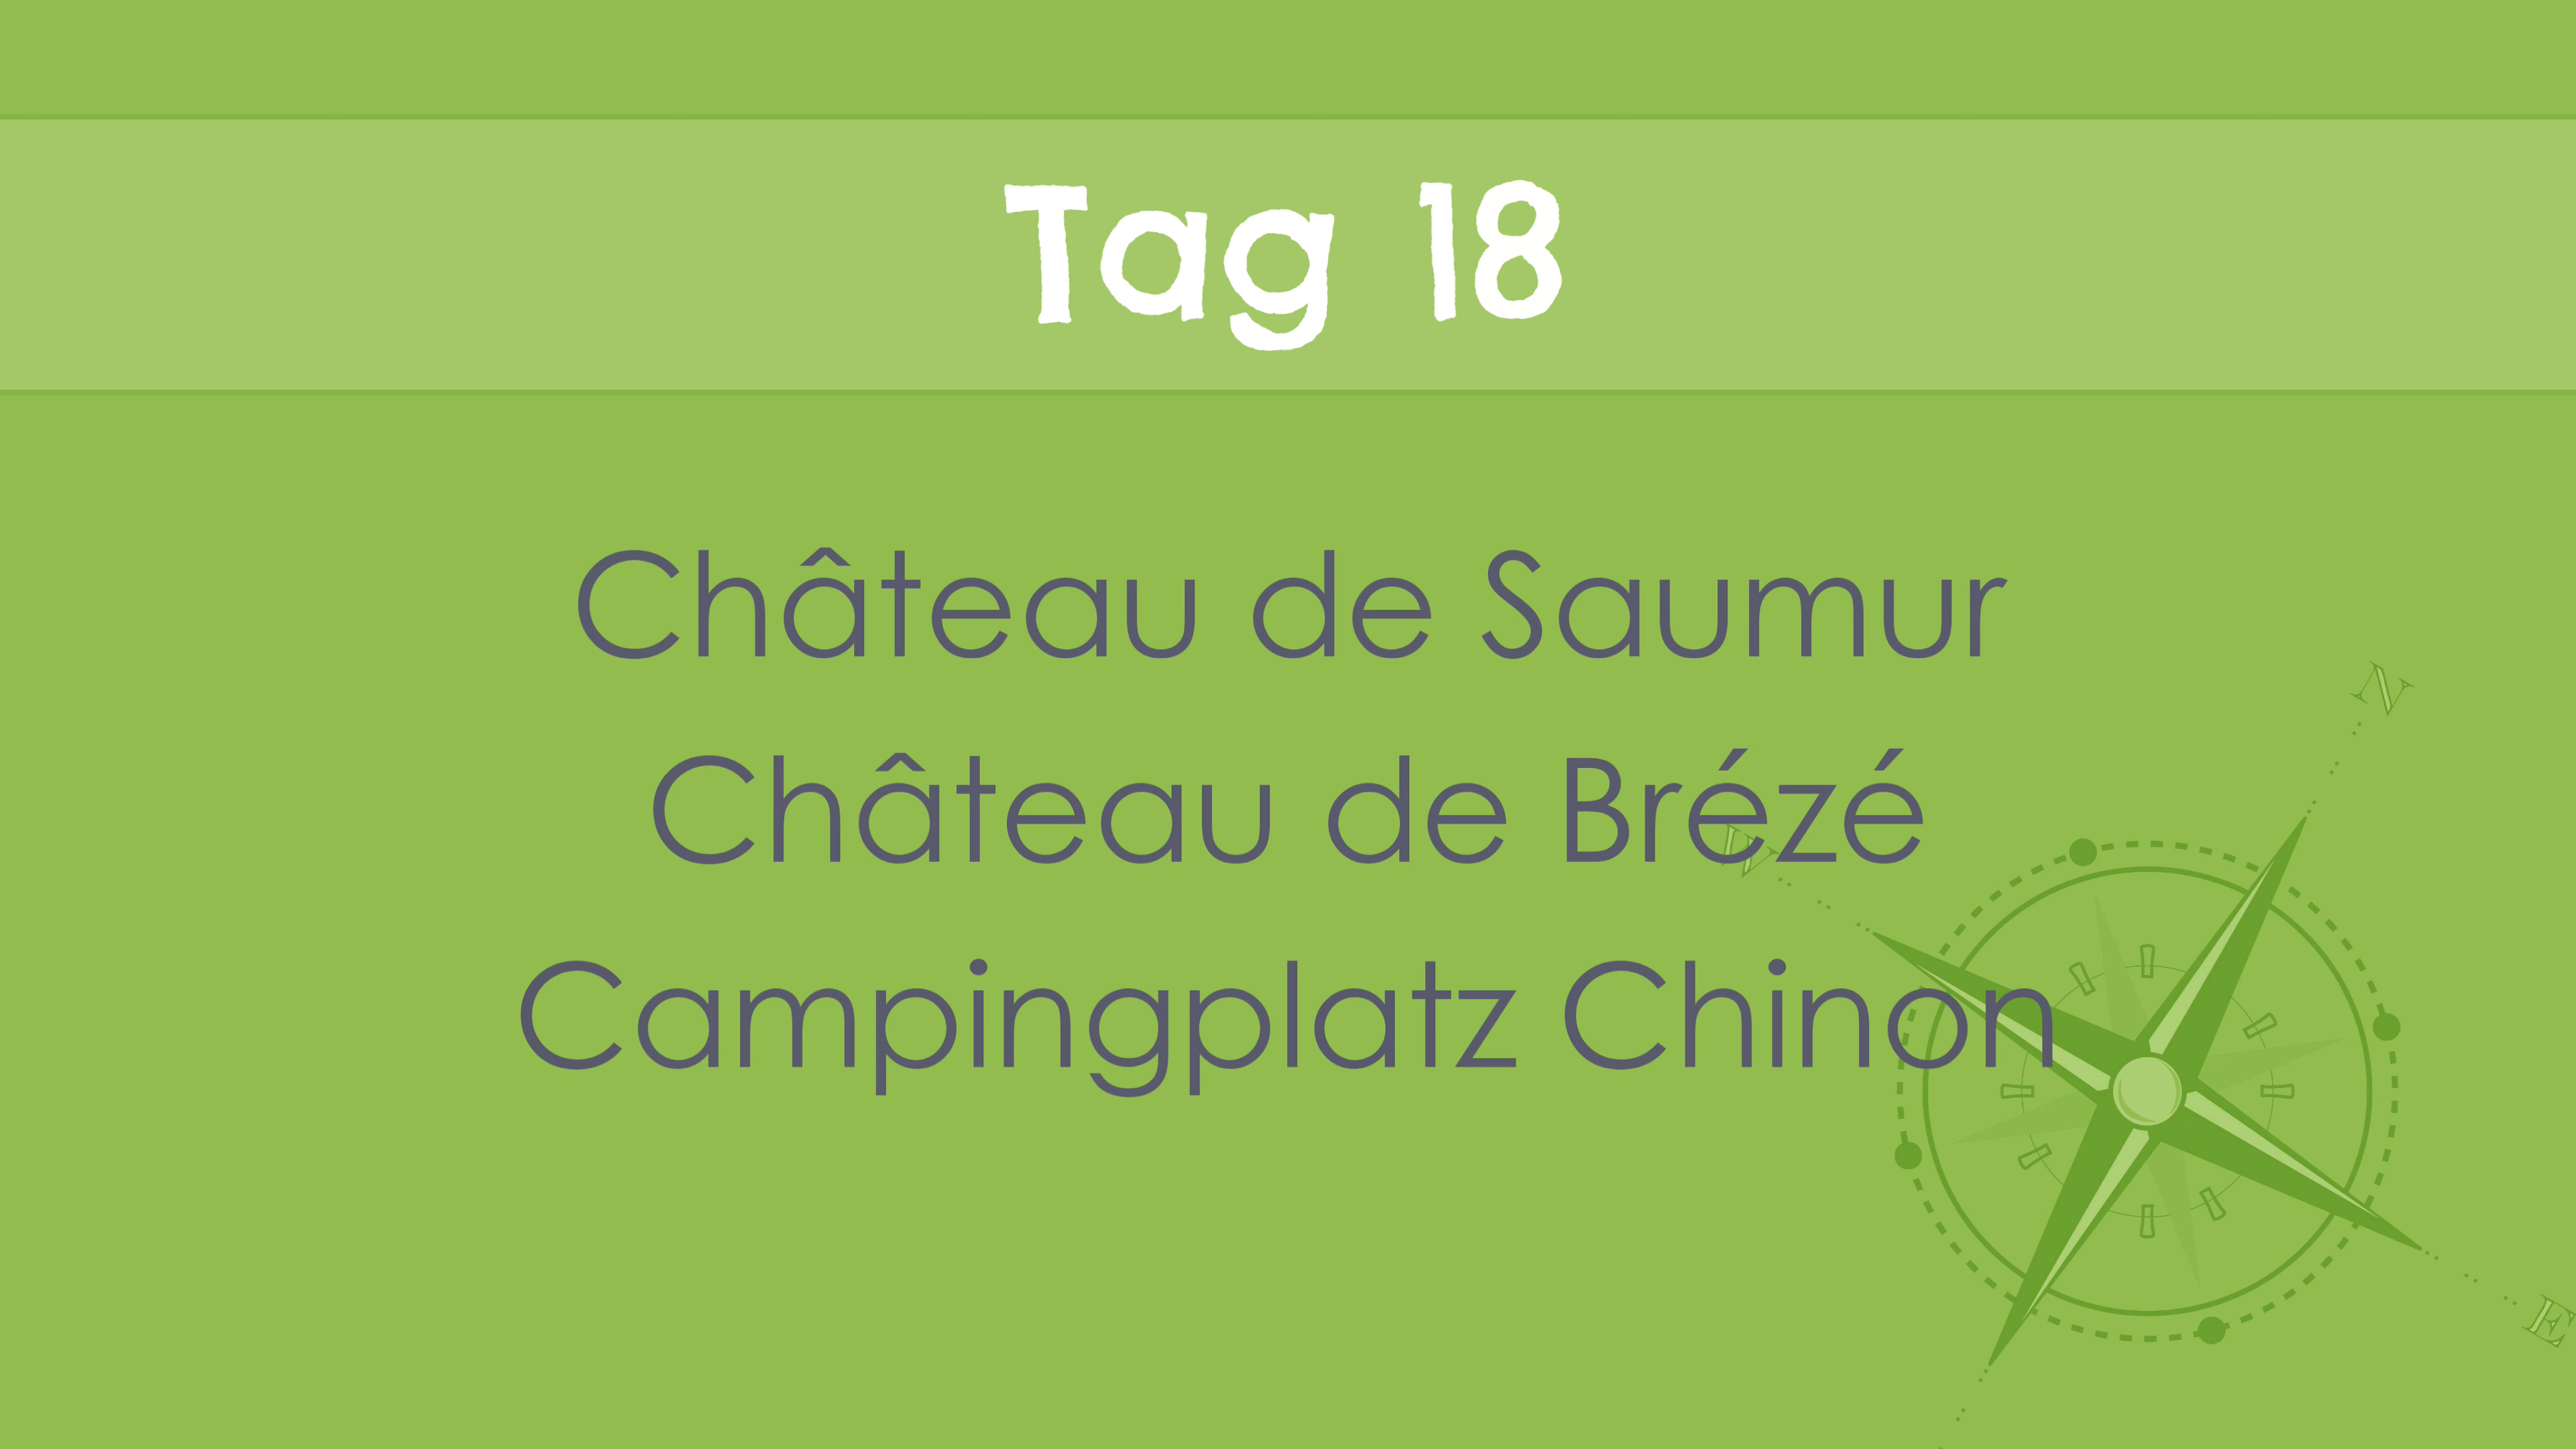 Tag 18
Château de Saumur
Château de Brézé
Campingplatz Chinon
N
W
E